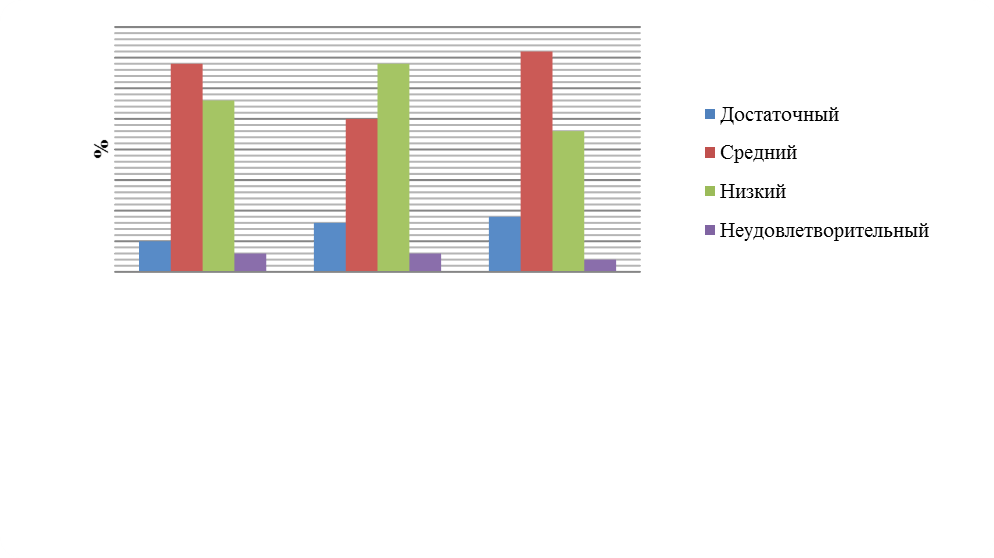 %
Достаточный
Средний
Низкий
Неудовлетворительный